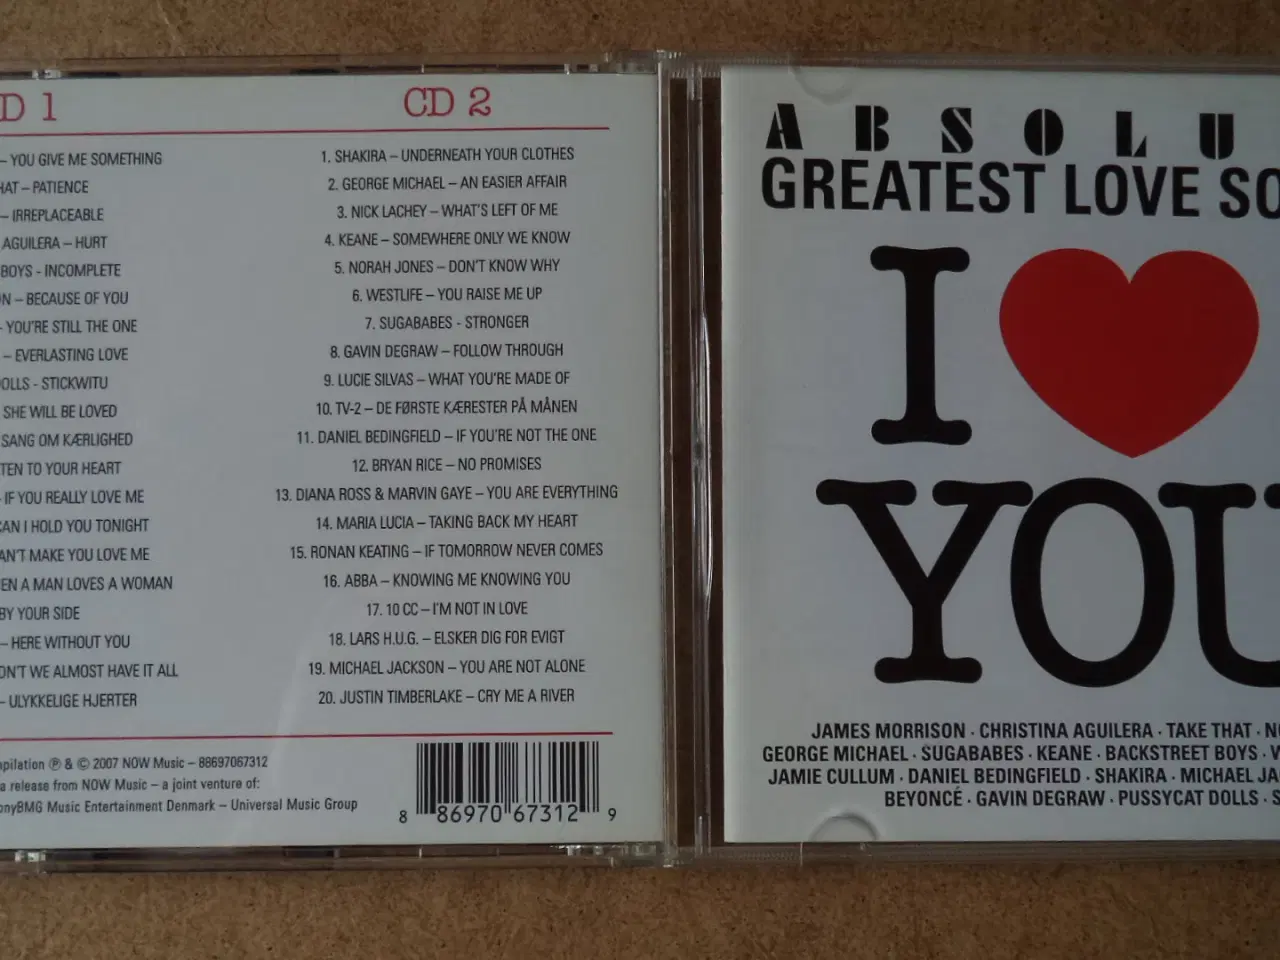 D 1
– YOU GIVE ME SOMETHING
HAT – PATIENCE
– IRREPLACEABLE
AGUILERA – HURT
BOYS - INCOMPLETE
ON – BECAUSE OF YOU
- YOU'RE STILL THE ONE
– EVERLASTING LOVE
DOLLS - STICKWITU
SHE WILL BE LOVED
SANG OM KÆRLIGHED
TEN TO YOUR HEART
- IF YOU REALLY LOVE ME
CAN I HOLD YOU TONIGHT
AN'T MAKE YOU LOVE ME
EN A MAN LOVES A WOMAN
BY YOUR SIDE
– HERE WITHOUT YOU
ON'T WE ALMOST HAVE IT ALL
– ULYKKELIGE HJERTER
CD 2
1. SHAKIRA – UNDERNEATH YOUR CLOTHES
2. GEORGE MICHAEL – AN EASIER AFFAIR
3. NICK LACHEY – WHAT'S LEFT OF ME
4. KEANE – SOMEWHERE ONLY WE KNOW
5. NORAH JONES – DON'T KNOW WHY
6. WESTLIFE – YOU RAISE ME UP
7. SUGABABES - STRONGER
8. GAVIN DEGRAW – FOLLOW THROUGH
9. LUCIE SILVAS – WHAT YOU'RE MADE OF
10. TV-2 – DE FØRSTE KÆRESTER PÅ MÅNEN
11. DANIEL BEDINGFIELD – IF YOU'RE NOT THE ONE
12. BRYAN RICE – NO PROMISES
13. DIANA ROSS & MARVIN GAYE – YOU ARE EVERYTHING
14. MARIA LUCIA – TAKING BACK MY HEART
15. RONAN KEATING – IF TOMORROW NEVER COMES
16. ABBA – KNOWING ME KNOWING YOU
17. 10 CC – I'M NOT IN LOVE
18. LARS H.U.G. – ELSKER DIG FOR EVIGT
19. MICHAEL JACKSON – YOU ARE NOT ALONE
20. JUSTIN TIMBERLAKE – CRY ME A RIVER
mpilation ℗ & © 2007 NOW Music – 88697067312
a release from NOW Music – a joint venture of:
onyBMG Music Entertainment Denmark – Universal Music Group
8 86970 67312 9
ABSOLU
GREATEST LOVE SO
I
YOU
JAMES MORRISON · CHRISTINA AGUILERA · TAKE THAT · NO
GEORGE MICHAEL · SUGABABES · KEANE · BACKSTREET BOYS · W
JAMIE CULLUM · DANIEL BEDINGFIELD · SHAKIRA · MICHAEL JA
BEYONCÉ · GAVIN DEGRAW · PUSSYCAT DOLLS · S